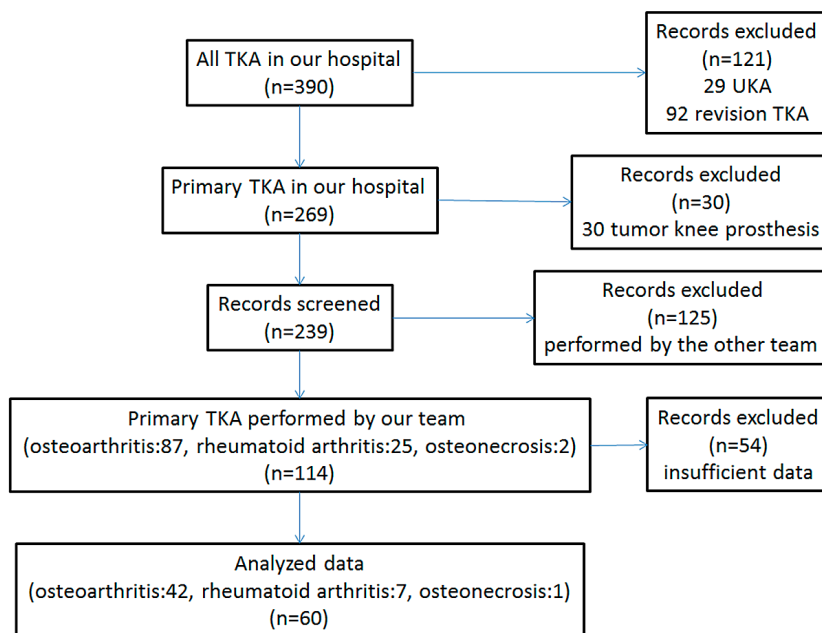 All TKA in our hospital
(n=390)
Records excluded
(n=121)
29 UKA
92 revision TKA
Primary TKA in our hospital
(n=269)
Records excluded
(n=30)
30 tumor knee prosthesis
Records screened
(n=239)
Records excluded
(n=125)
performed by the other team
Primary TKA performed by our team
(osteoarthritis:87, rheumatoid arthritis:25, osteonecrosis:2)
(n=114)
Records excluded
(n=54)
insufficient data
Analyzed data
(osteoarthritis:42, rheumatoid arthritis:7, osteonecrosis:1)
(n=60)